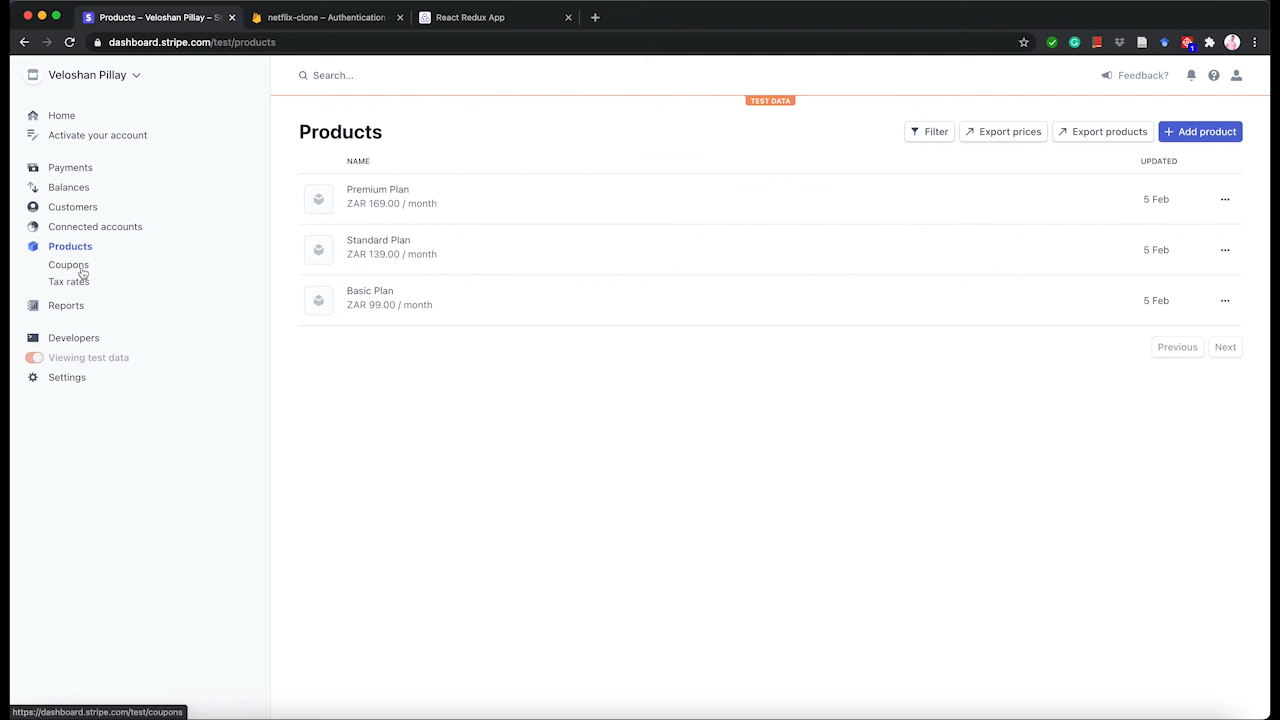 Products – Veloshan Pillay – St
netflix-clone – Authentication
React Redux App
dashboard.stripe.com/test/products
1
Veloshan Pillay
Search...
Feedback?
TEST DATA
Home
Activate your account
Payments
Balances
Customers
Connected accounts
Products
Coupons
Tax rates
Reports
Developers
Viewing test data
Settings
Products
Filter
Export prices
Export products
Add product
NAME
UPDATED
Premium Plan
ZAR 169.00 / month
5 Feb
Standard Plan
ZAR 139.00 / month
5 Feb
Basic Plan
ZAR 99.00 / month
5 Feb
Previous
Next
https://dashboard.stripe.com/test/coupons